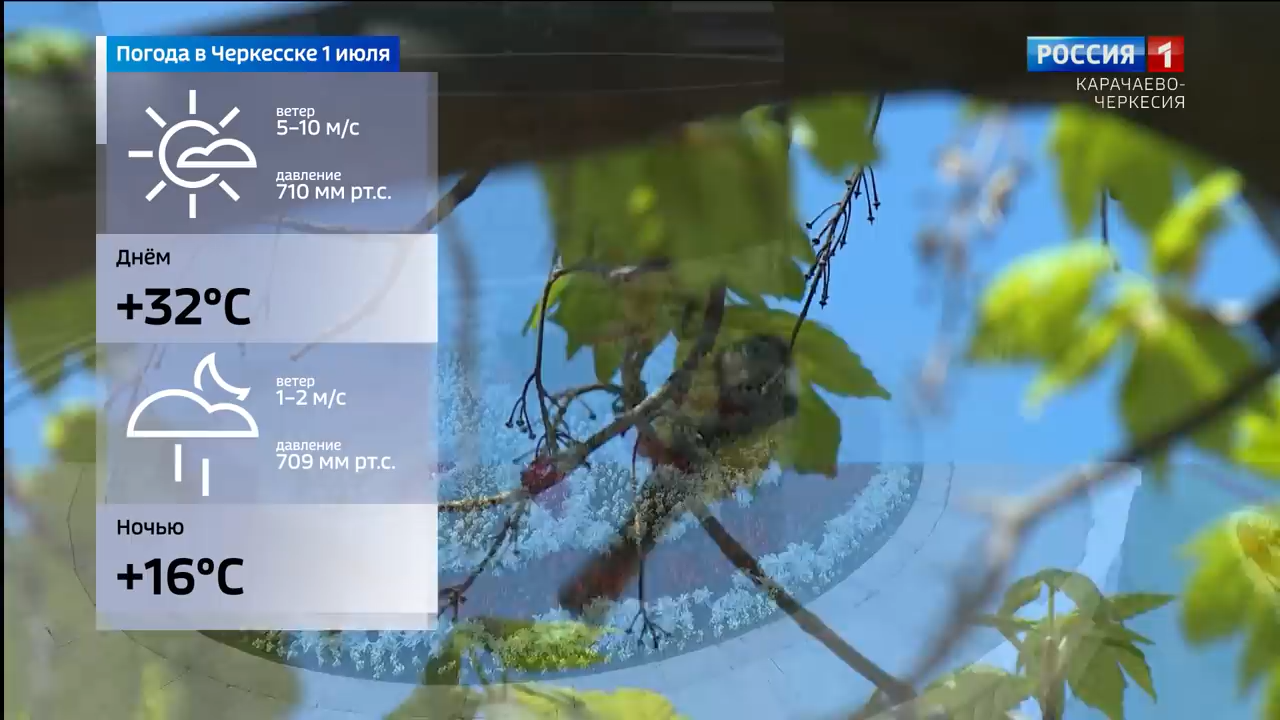 Погода в Черкесске 1 июля
РОССИЯ 1
КАРАЧАЕВО-
ЧЕРКЕСИЯ
ветер
5–10 м/с
давление
710 мм рт.с.
Днём
+32°C
ветер
1–2 м/с
давление
709 мм рт.с.
Ночью
+16°C